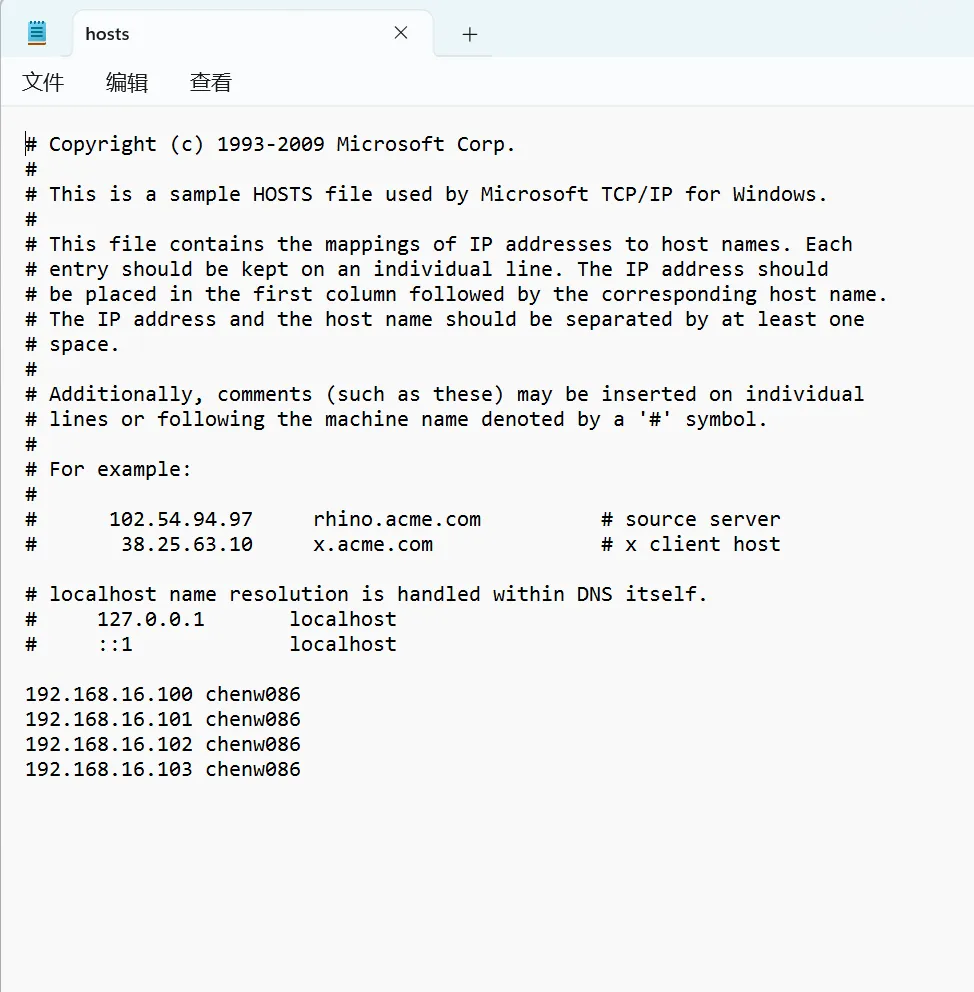 hosts
文件 编辑 查看
# Copyright (c) 1993-2009 Microsoft Corp.
#
# This is a sample HOSTS file used by Microsoft TCP/IP for Windows.
#
# This file contains the mappings of IP addresses to host names. Each
# entry should be kept on an individual line. The IP address should
# be placed in the first column followed by the corresponding host name.
# The IP address and the host name should be separated by at least one
# space.
#
# Additionally, comments (such as these) may be inserted on individual
# lines or following the machine name denoted by a '#' symbol.
#
# For example:
#
#      102.54.94.97     rhino.acme.com          # source server
#       38.25.63.10     x.acme.com              # x client host

# localhost name resolution is handled within DNS itself.
#     127.0.0.1       localhost
#     ::1             localhost

192.168.16.100 chenw086
192.168.16.101 chenw086
192.168.16.102 chenw086
192.168.16.103 chenw086